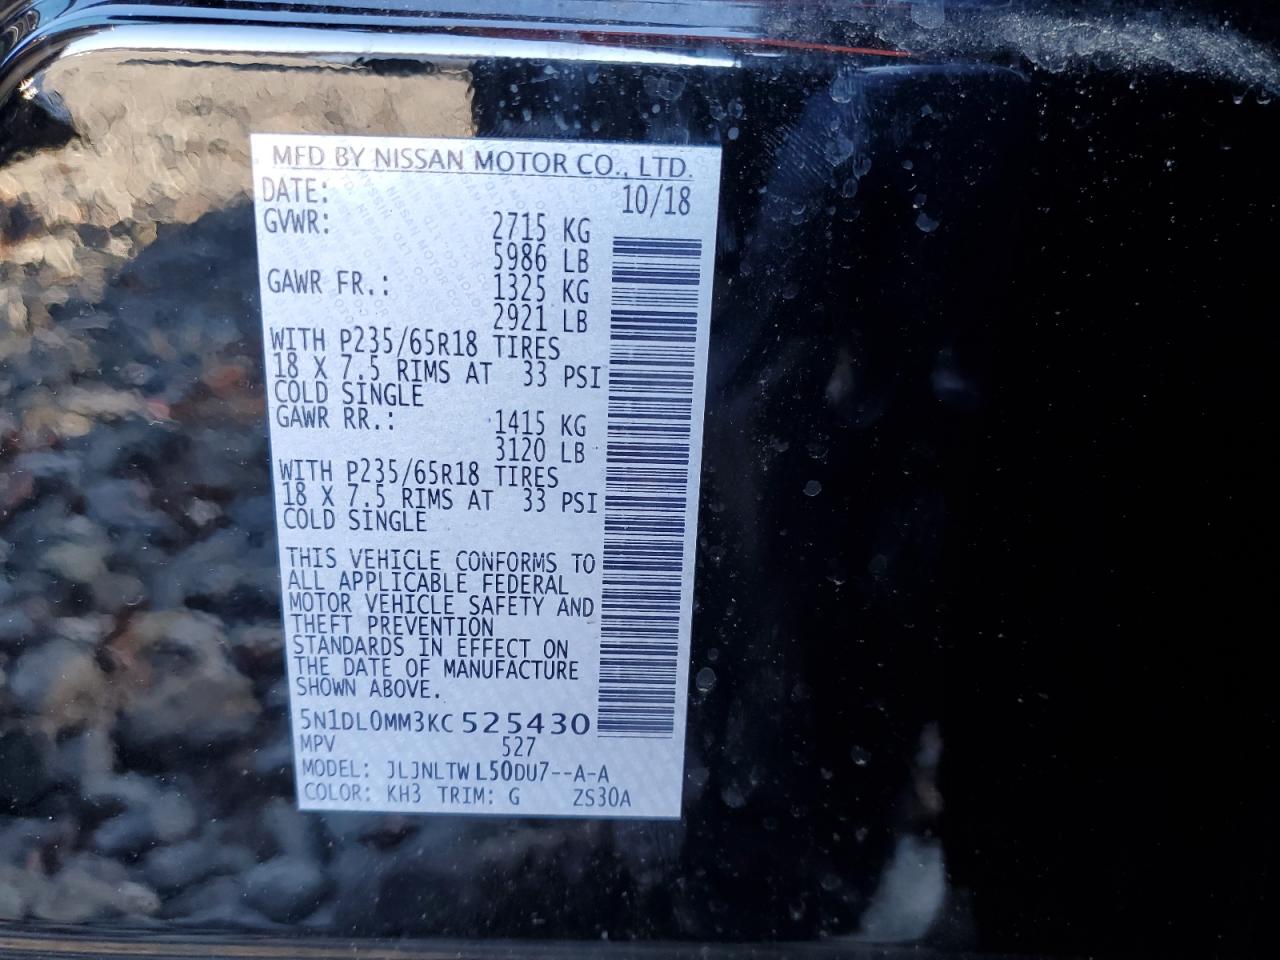 MFD BY NISSAN MOTOR CO., LTD.
DATE: 10/18
GVWR: 2715 KG
5986 LB
GAWR FR.: 1325 KG
2921 LB
WITH P235/65R18 TIRES
18 X 7.5 RIMS AT 33 PSI
COLD SINGLE
GAWR RR.: 1415 KG
3120 LB
WITH P235/65R18 TIRES
18 X 7.5 RIMS AT 33 PSI
COLD SINGLE
THIS VEHICLE CONFORMS TO
ALL APPLICABLE FEDERAL
MOTOR VEHICLE SAFETY AND
THEFT PREVENTION
STANDARDS IN EFFECT ON
THE DATE OF MANUFACTURE
SHOWN ABOVE.
5N1DL0MM3KC525430
MPV 527
MODEL: JLJNLTWL50DU7--A-A
COLOR: KH3 TRIM: G ZS30A